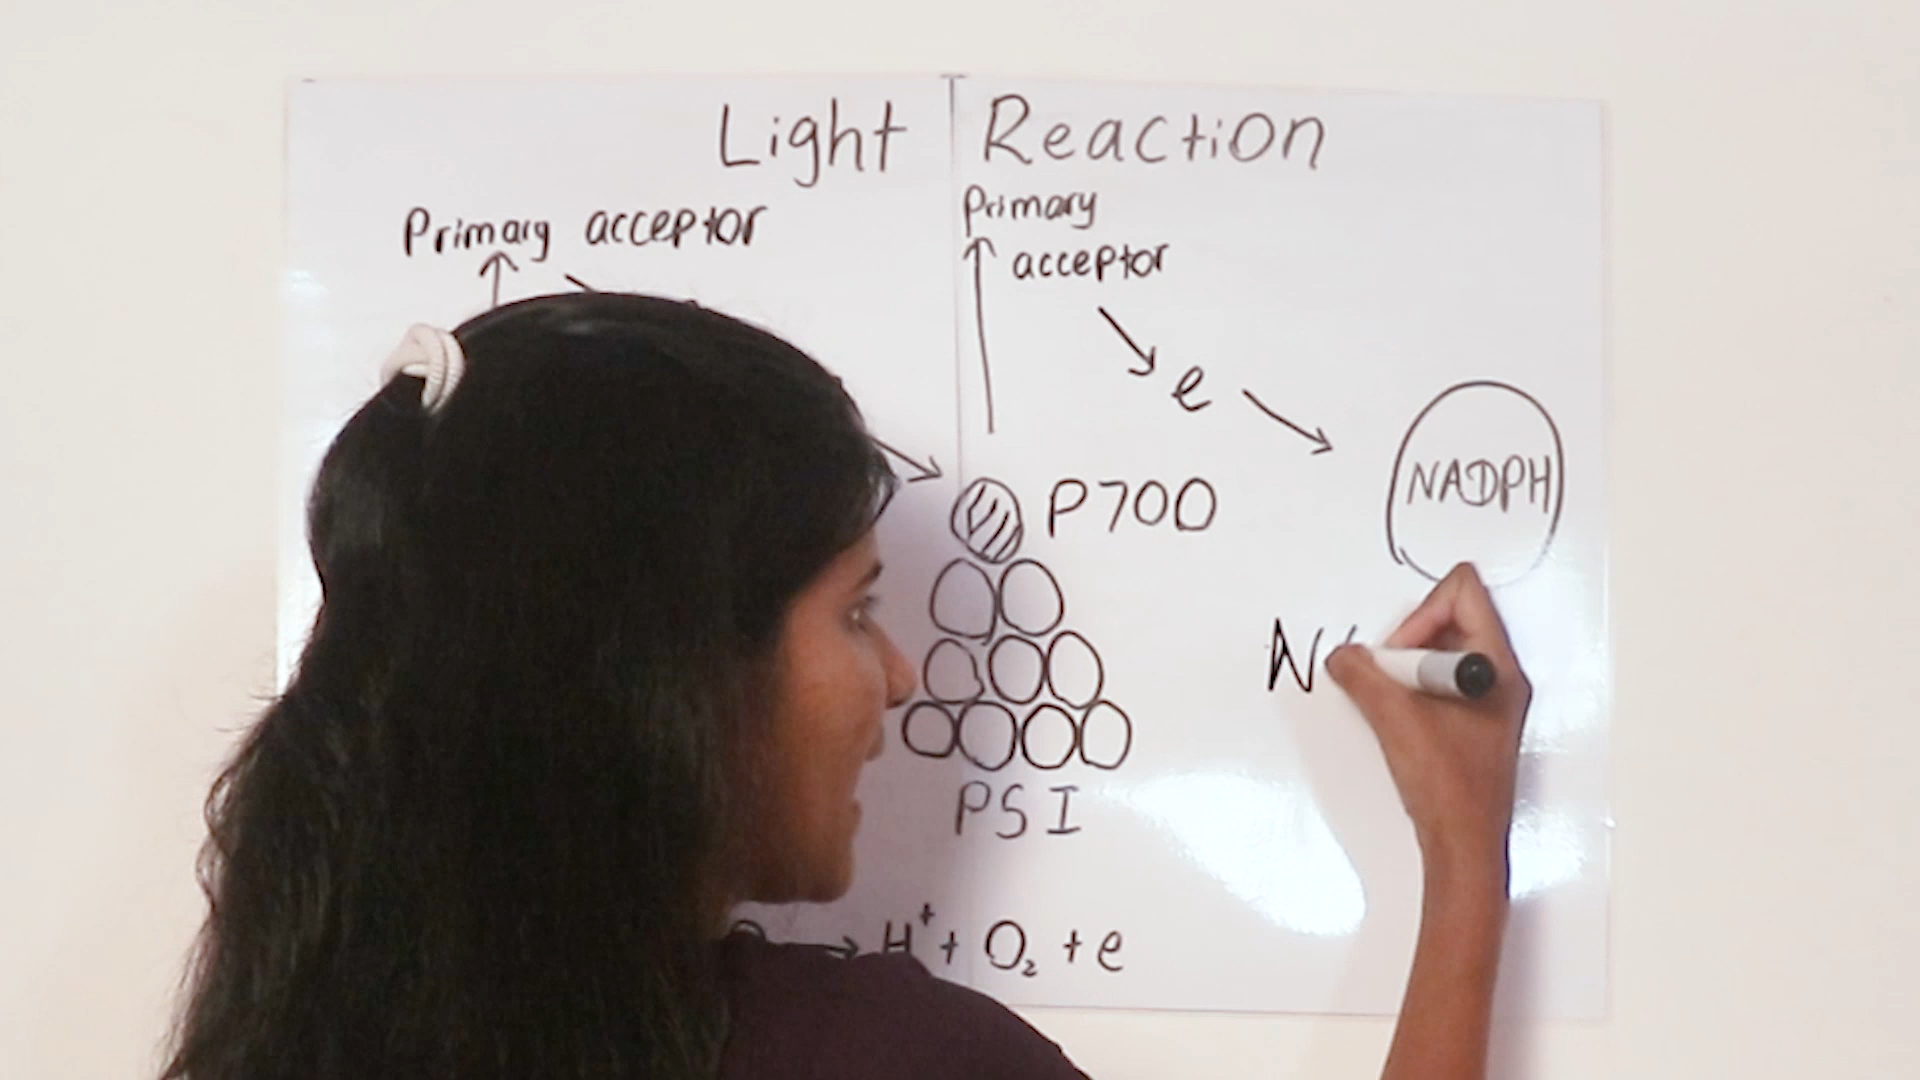 Light Reaction
Primary acceptor
Primary
acceptor
e
NADPH
P700
N
PSI
→ H⁺ + O₂ + e